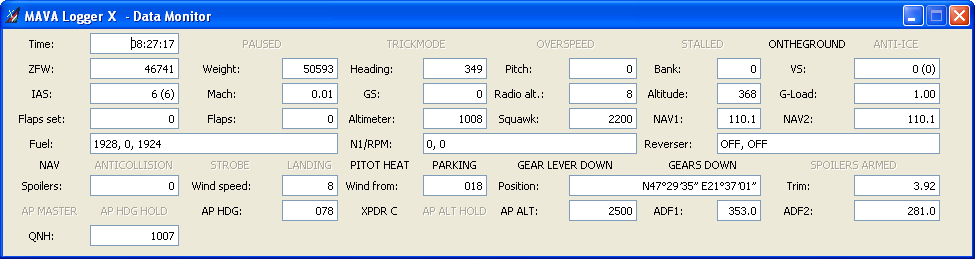 MAVA Logger X - Data Monitor
Time: 08:27:17 PAUSED TRICKMODE OVERSPEED STALLED ONTHEGROUND ANTI-ICE
ZFW: 46741 Weight: 50593 Heading: 349 Pitch: 0 Bank: 0 VS: 0 (0)
IAS: 6 (6) Mach: 0.01 GS: 0 Radio alt.: 8 Altitude: 368 G-Load: 1.00
Flaps set: 0 Flaps: 0 Altimeter: 1008 Squawk: 2200 NAV1: 110.1 NAV2: 110.1
Fuel: 1928, 0, 1924 N1/RPM: 0, 0 Reverser: OFF, OFF
NAV ANTICOLLISION STROBE LANDING PITOT HEAT PARKING GEAR LEVER DOWN GEARS DOWN SPOILERS ARMED
Spoilers: 0 Wind speed: 8 Wind from: 018 Position: N47°29'35" E21°37'01" Trim: 3.92
AP MASTER AP HDG HOLD AP HDG: 078 XPDR C AP ALT HOLD AP ALT: 2500 ADF1: 353.0 ADF2: 281.0
QNH: 1007